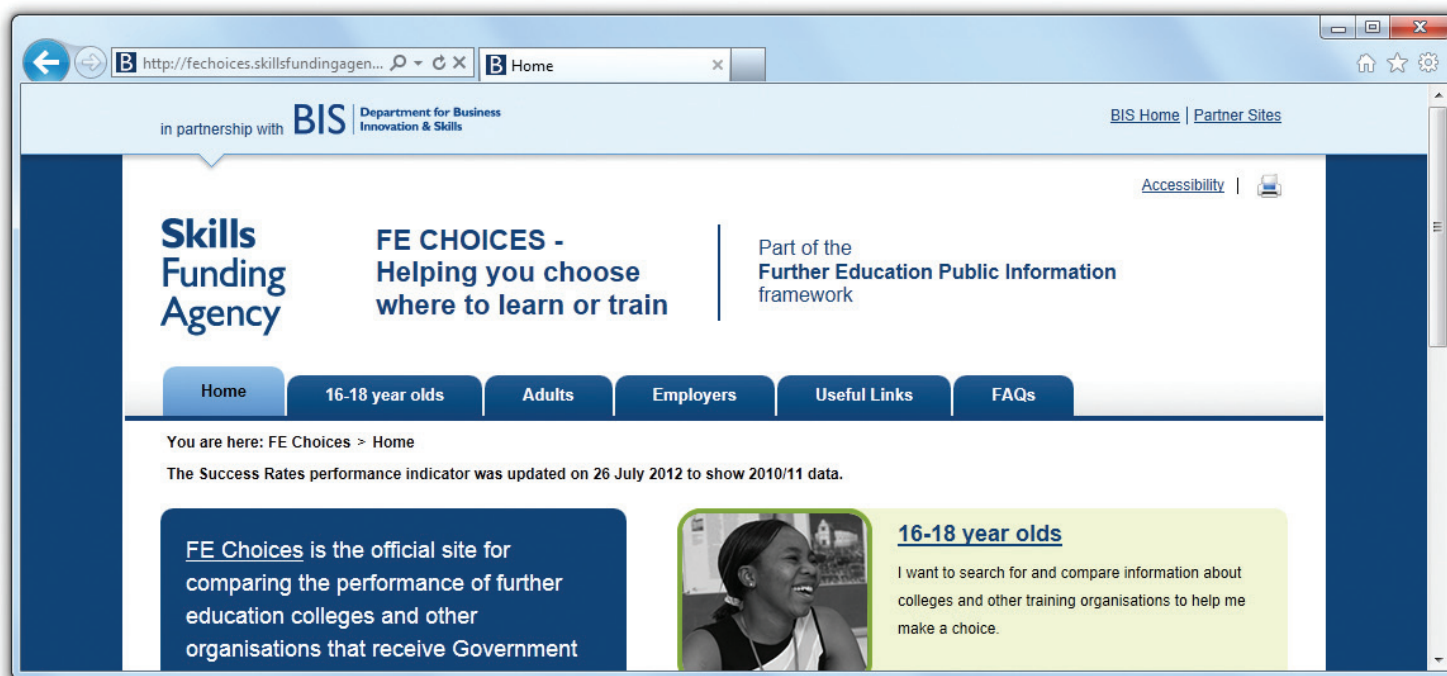 http://fechoices.skillsfundingagen...
Home
in partnership with BIS Department for Business
Innovation & Skills
BIS Home | Partner Sites
Accessibility |
Skills
Funding
Agency
FE CHOICES -
Helping you choose
where to learn or train
Part of the
Further Education Public Information
framework
Home 16-18 year olds Adults Employers Useful Links FAQs
You are here: FE Choices > Home
The Success Rates performance indicator was updated on 26 July 2012 to show 2010/11 data.
FE Choices is the official site for
comparing the performance of further
education colleges and other
organisations that receive Government
16-18 year olds
I want to search for and compare information about
colleges and other training organisations to help me
make a choice.